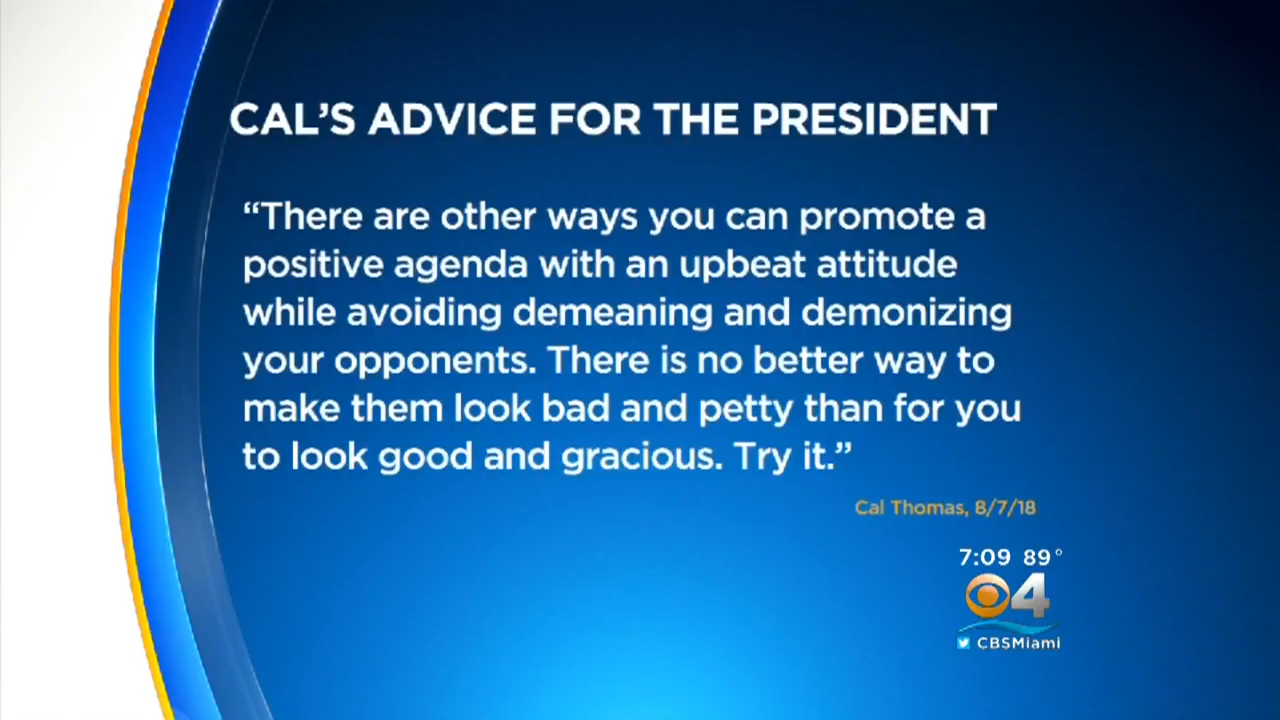 CAL’S ADVICE FOR THE PRESIDENT
“There are other ways you can promote a
positive agenda with an upbeat attitude
while avoiding demeaning and demonizing
your opponents. There is no better way to
make them look bad and petty than for you
to look good and gracious. Try it.”
Cal Thomas, 8/7/18
7:09 89°
4
CBSMiami